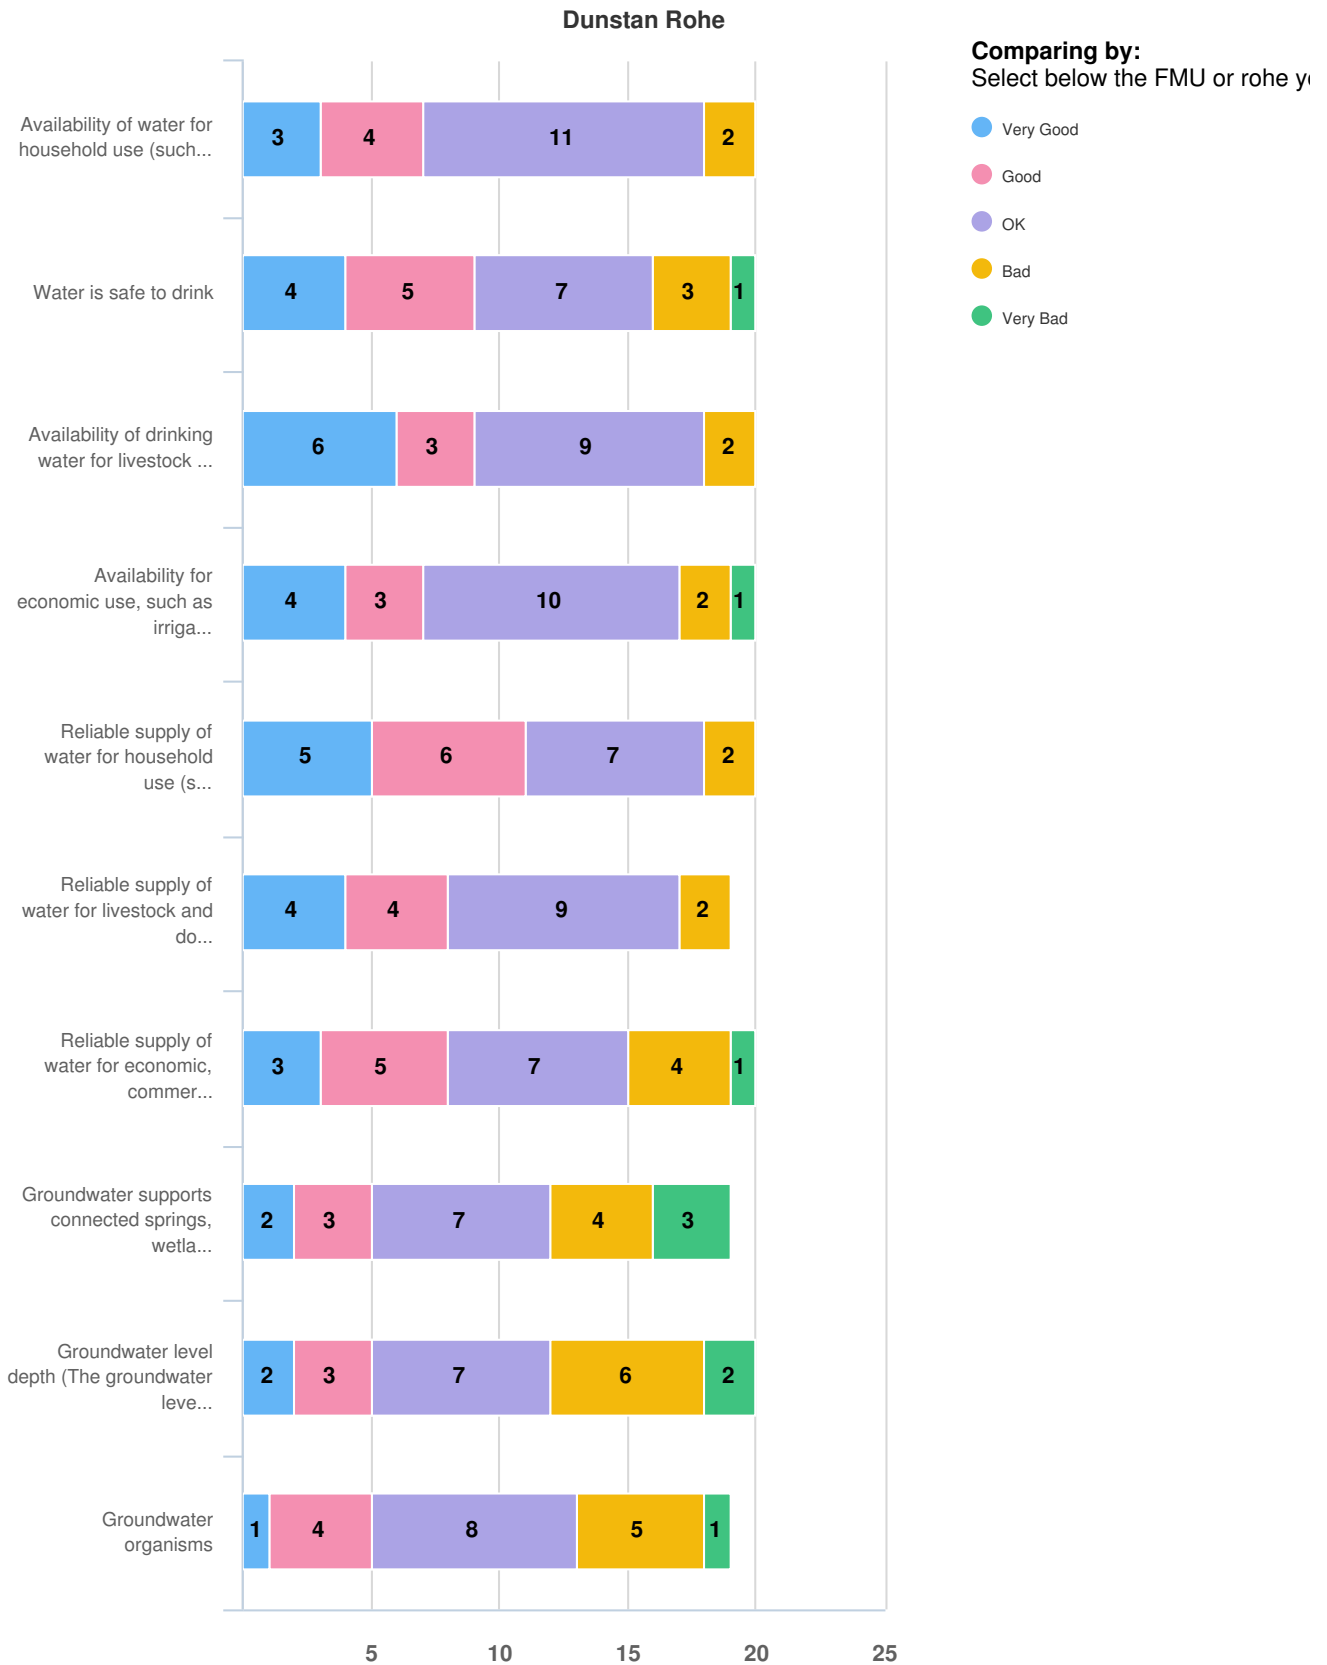 Dunstan Rohe
Comparing by:
Select below the FMU or rohe
Very Good
Good
OK
Bad
Very Bad
Availability of water for
household use (such...
3 4 11 2
Water is safe to drink
4 5 7 3 1
Availability of drinking
water for livestock ...
6 3 9 2
Availability for
economic use, such as
irriga...
4 3 10 2 1
Reliable supply of
water for household
use (s...
5 6 7 2
Reliable supply of
water for livestock and
do...
4 4 9 2
Reliable supply of
water for economic,
commer...
3 5 7 4 1
Groundwater supports
connected springs,
wetla...
2 3 7 4 3
Groundwater level
depth (The groundwater
leve...
2 3 7 6 2
Groundwater
organisms
1 4 8 5 1
5 10 15 20 25